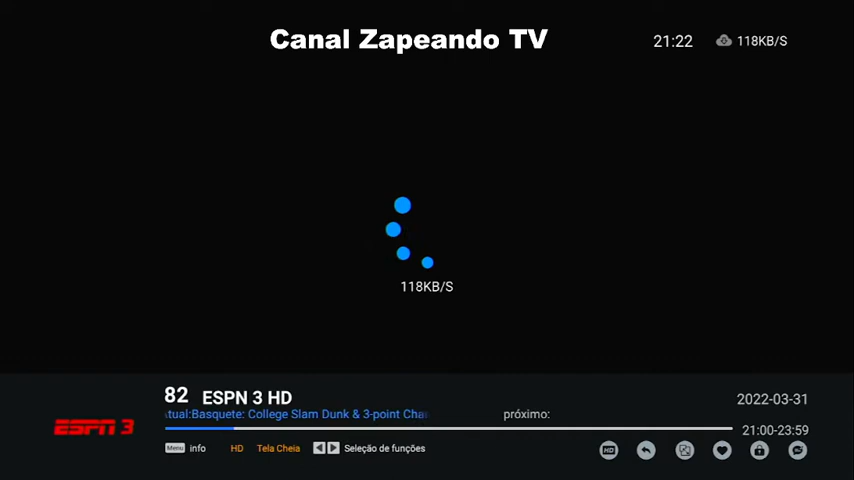 Canal Zapeando TV
21:22
118KB/S
118KB/S
82 ESPN 3 HD
2022-03-31
tual:Basquete: College Slam Dunk & 3-point Cha
próximo:
ESPN 3
21:00-23:59
Menu info HD Tela Cheia Seleção de funções
HD